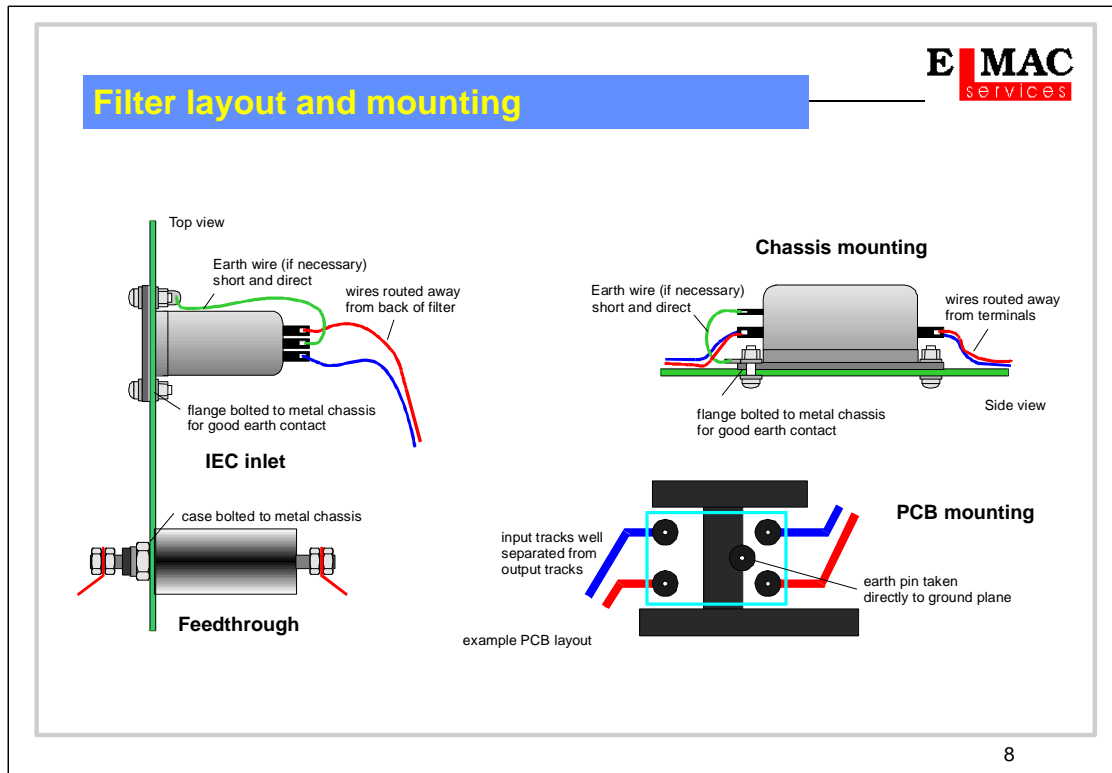 E MAC
services
Filter layout and mounting
Top view
Earth wire (if necessary)
short and direct
wires routed away
from back of filter
flange bolted to metal chassis
for good earth contact
IEC inlet
case bolted to metal chassis
Feedthrough
Chassis mounting
Earth wire (if necessary)
short and direct
wires routed away
from terminals
flange bolted to metal chassis
for good earth contact
Side view
PCB mounting
input tracks well
separated from
output tracks
earth pin taken
directly to ground plane
example PCB layout
8